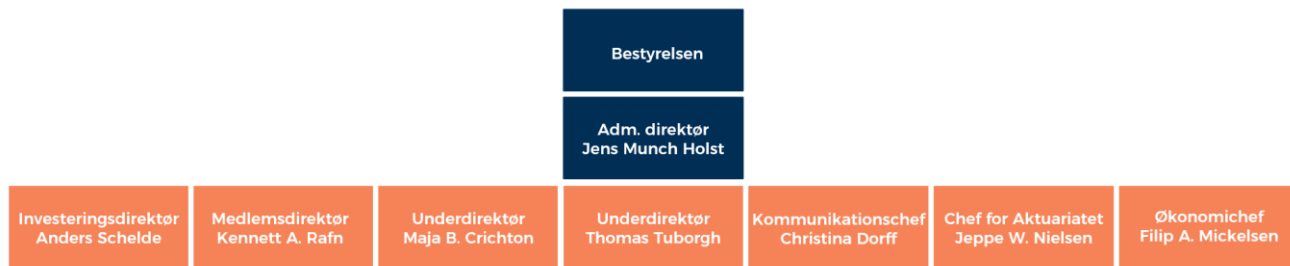 Bestyrelsen
Adm. direktør
Jens Munch Holst
Investeringsdirektør
Anders Schelde
Medlemsdirektør
Kennett A. Rafn
Underdirektør
Maja B. Crichton
Underdirektør
Thomas Tuborgh
Kommunikationschef
Christina Dorff
Chef for Aktuariatet
Jeppe W. Nielsen
Økonomichef
Filip A. Mickelsen